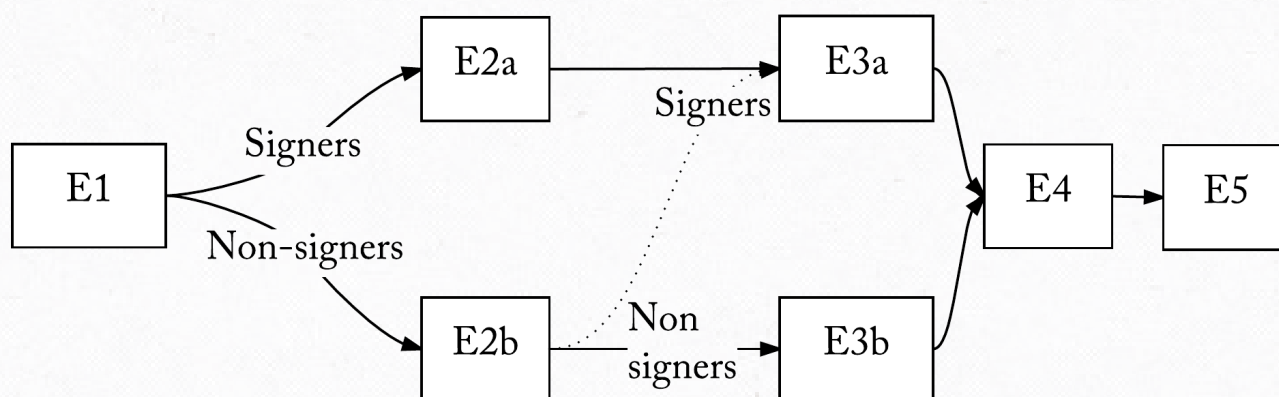 E2a
E3a
Signers
Signers
E1
E4
E5
Non-signers
E2b
Non
signers
E3b